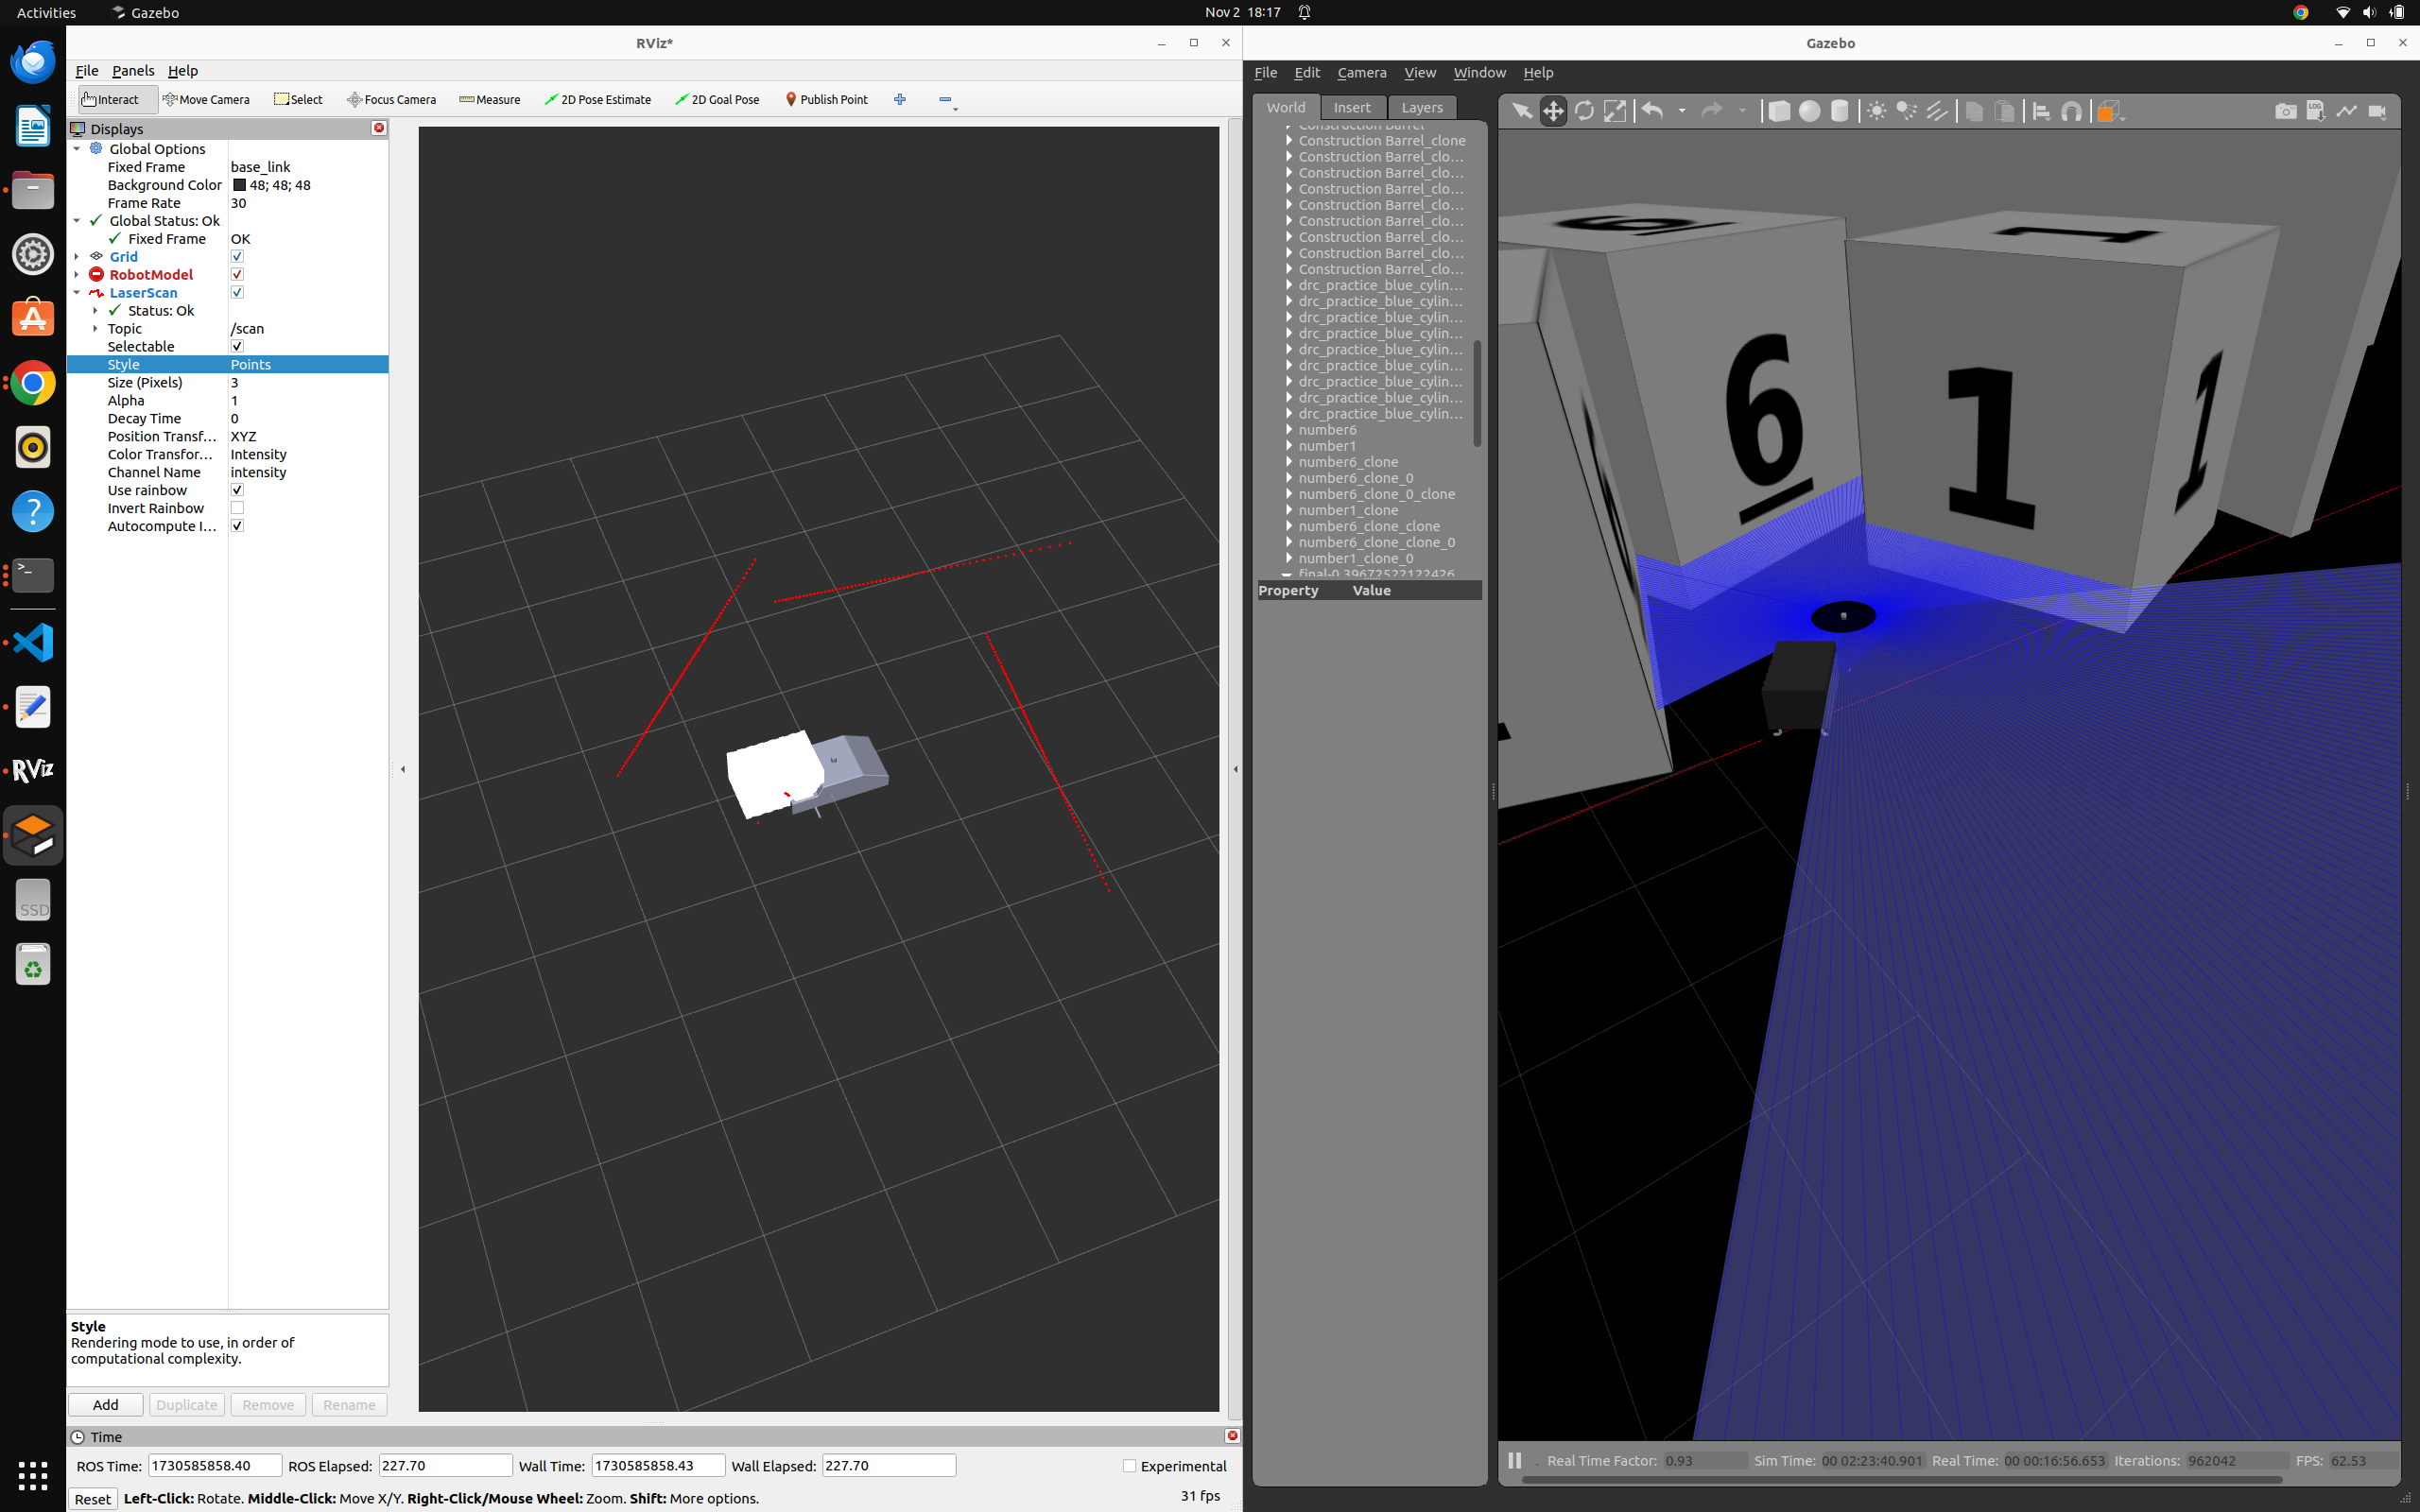 Activities
Gazebo
Nov 2 18:17
RViz*
File Panels Help
Interact
Move Camera
Select
Focus Camera
Measure
2D Pose Estimate
2D Goal Pose
Publish Point
Displays
Global Options
Fixed Frame base_link
Background Color 48; 48; 48
Frame Rate 30
Global Status: Ok
Fixed Frame OK
Grid
RobotModel
LaserScan
Status: Ok
Topic /scan
Selectable
Style Points
Size (Pixels) 3
Alpha 1
Decay Time 0
Position Transf... XYZ
Color Transfor... Intensity
Channel Name intensity
Use rainbow
Invert Rainbow
Autocompute I...
Style
Rendering mode to use, in order of
computational complexity.
Add Duplicate Remove Rename
Time
ROS Time: 1730585858.40 ROS Elapsed: 227.70 Wall Time: 1730585858.43 Wall Elapsed: 227.70 Experimental
Reset Left-Click: Rotate. Middle-Click: Move X/Y. Right-Click/Mouse Wheel: Zoom. Shift: More options. 31 fps
RViz
SSD
Gazebo
File Edit Camera View Window Help
World Insert Layers
Construction Barrel
Construction Barrel_clone
Construction Barrel_clo...
Construction Barrel_clo...
Construction Barrel_clo...
Construction Barrel_clo...
Construction Barrel_clo...
Construction Barrel_clo...
Construction Barrel_clo...
Construction Barrel_clo...
drc_practice_blue_cylin...
drc_practice_blue_cylin...
drc_practice_blue_cylin...
drc_practice_blue_cylin...
drc_practice_blue_cylin...
drc_practice_blue_cylin...
drc_practice_blue_cylin...
drc_practice_blue_cylin...
drc_practice_blue_cylin...
number6
number1
number6_clone
number6_clone_0
number6_clone_0_clone
number1_clone
number6_clone_clone
number6_clone_clone_0
number1_clone_0
final-0.39672522122426
Property Value
LOG
6
1
6
1
1
Real Time Factor: 0.93 Sim Time: 00 02:23:40.901 Real Time: 00 00:16:56.653 Iterations: 962042 FPS: 62.53